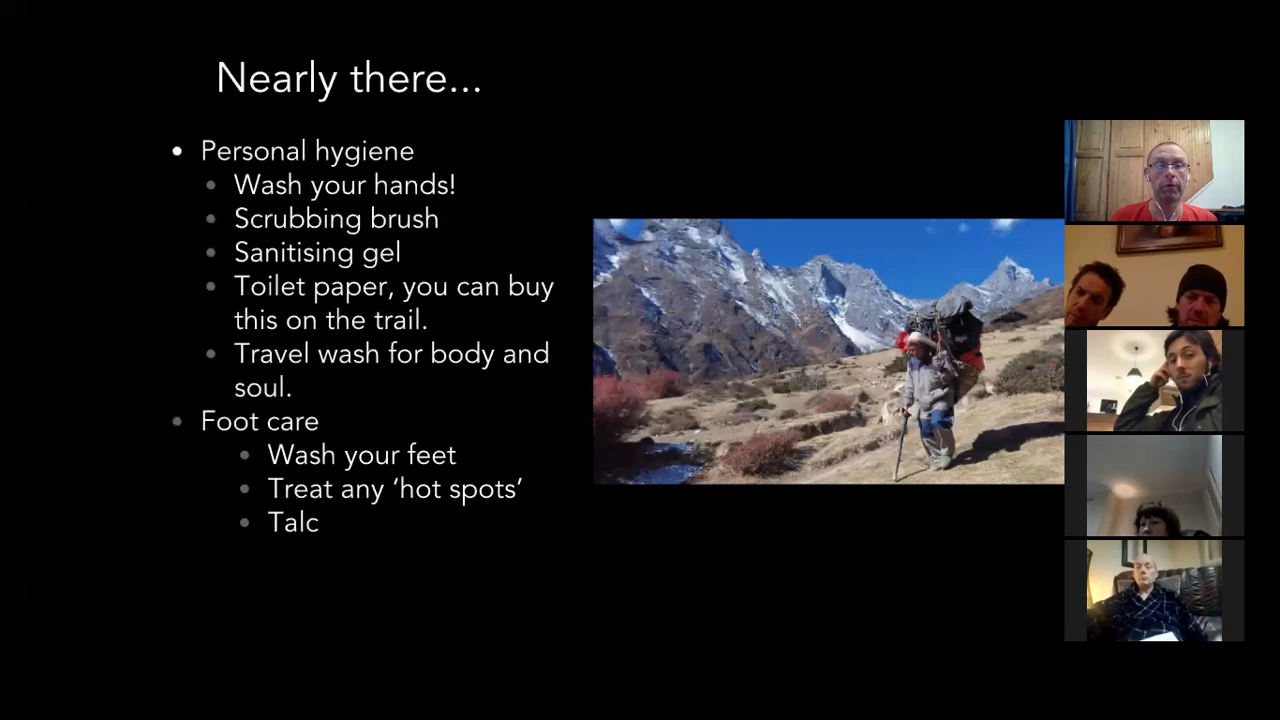 Nearly there...
Personal hygiene
Wash your hands!
Scrubbing brush
Sanitising gel
Toilet paper, you can buy
this on the trail.
Travel wash for body and
soul.
Foot care
Wash your feet
Treat any ‘hot spots’
Talc